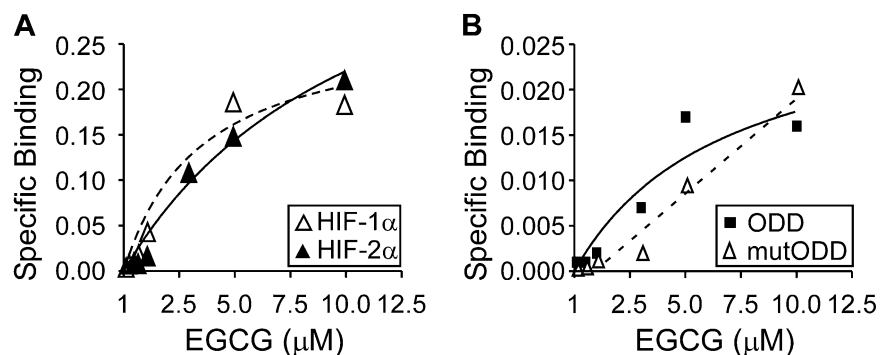 A
Specific Binding
0.25
0.20
0.15
0.10
0.05
0.00
1 2.5 5.0 7.5 10.0 12.5
EGCG (μM)
HIF-1α
HIF-2α
B
Specific Binding
0.025
0.020
0.015
0.010
0.005
0.000
1 2.5 5.0 7.5 10.0 12.5
EGCG (μM)
ODD
mutODD